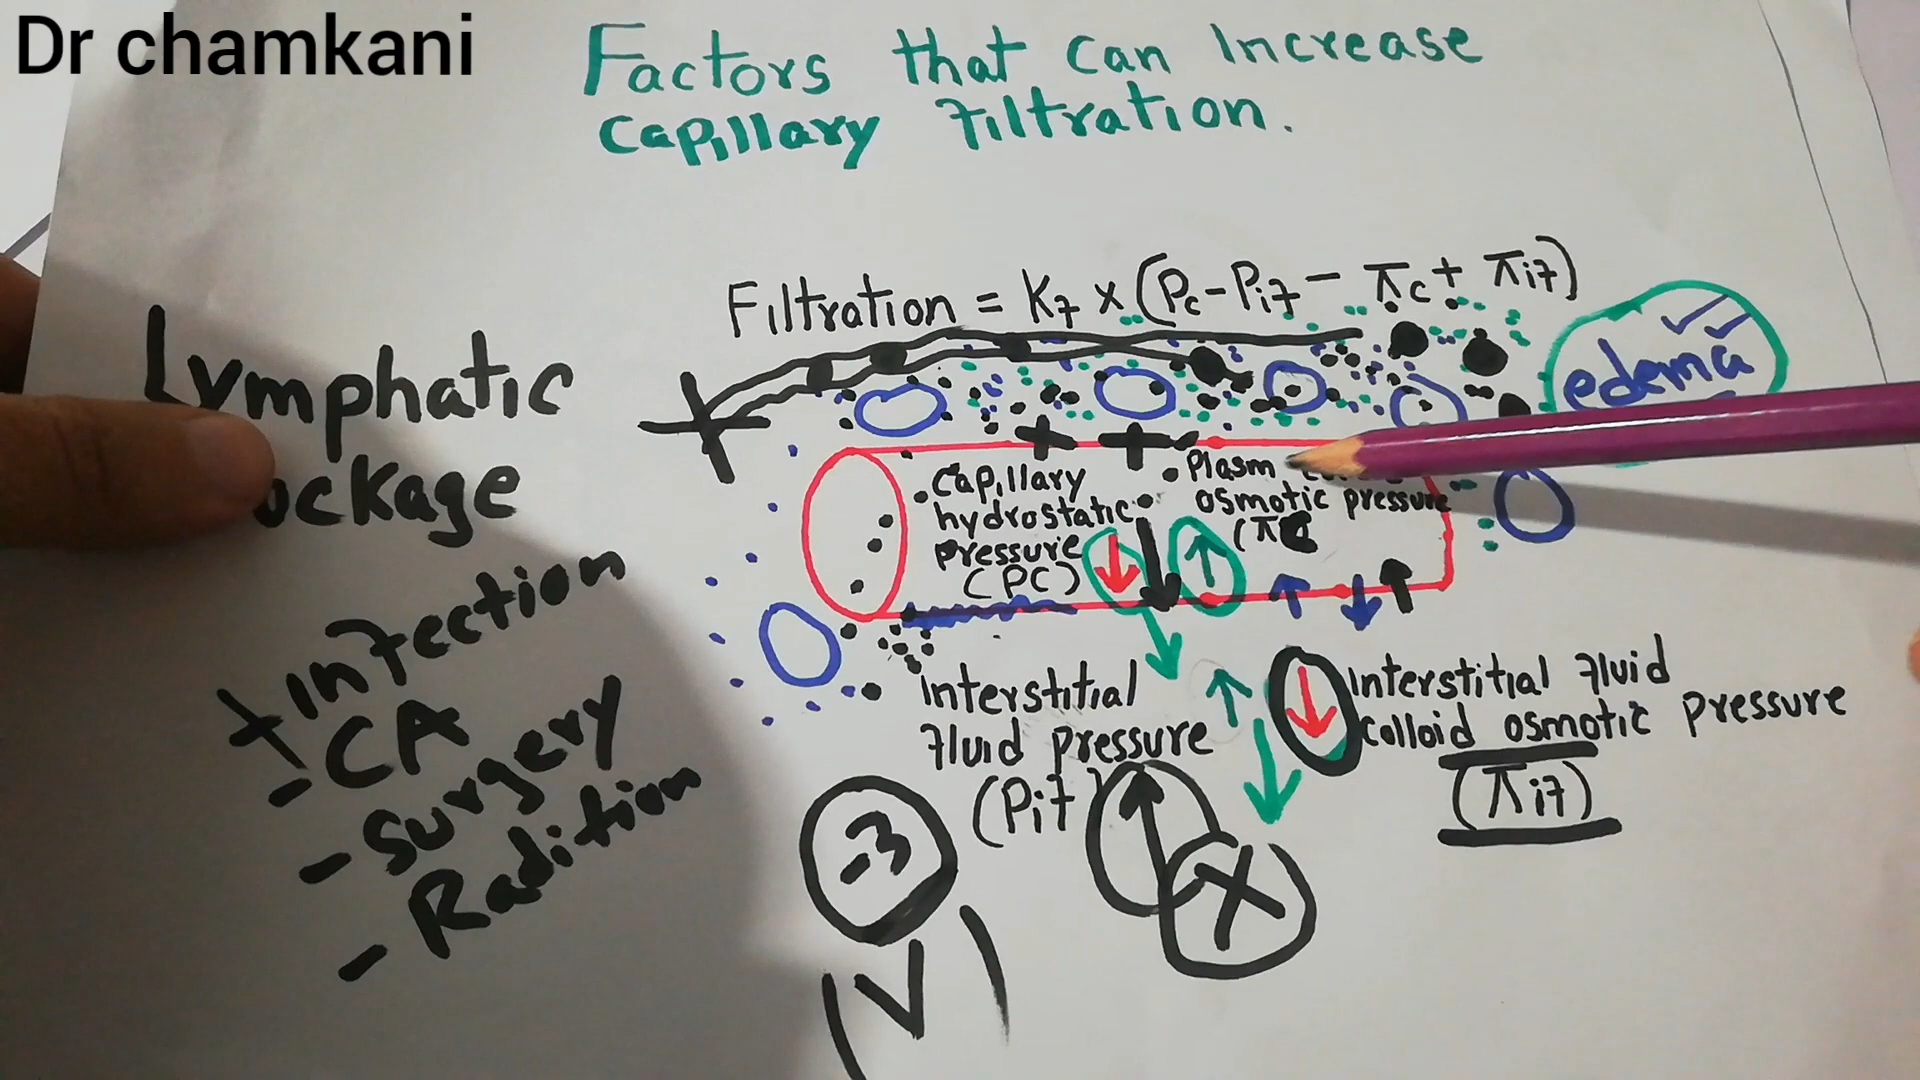 Dr chamkani
Factors that can Increase
Capillary Filtration.
Filtration = Kf × (Pc-Pif - πc + πif)
edema
Lymphatic
ockage
Infection
- CA
- Surgery
- Radition
Capillary
hydrostatic
pressure
(PC)
Plasm
osmotic pressure
(πC
Interstitial
fluid pressure
(Pif)
-3
Interstitial fluid
Colloid osmotic pressure
(πif)